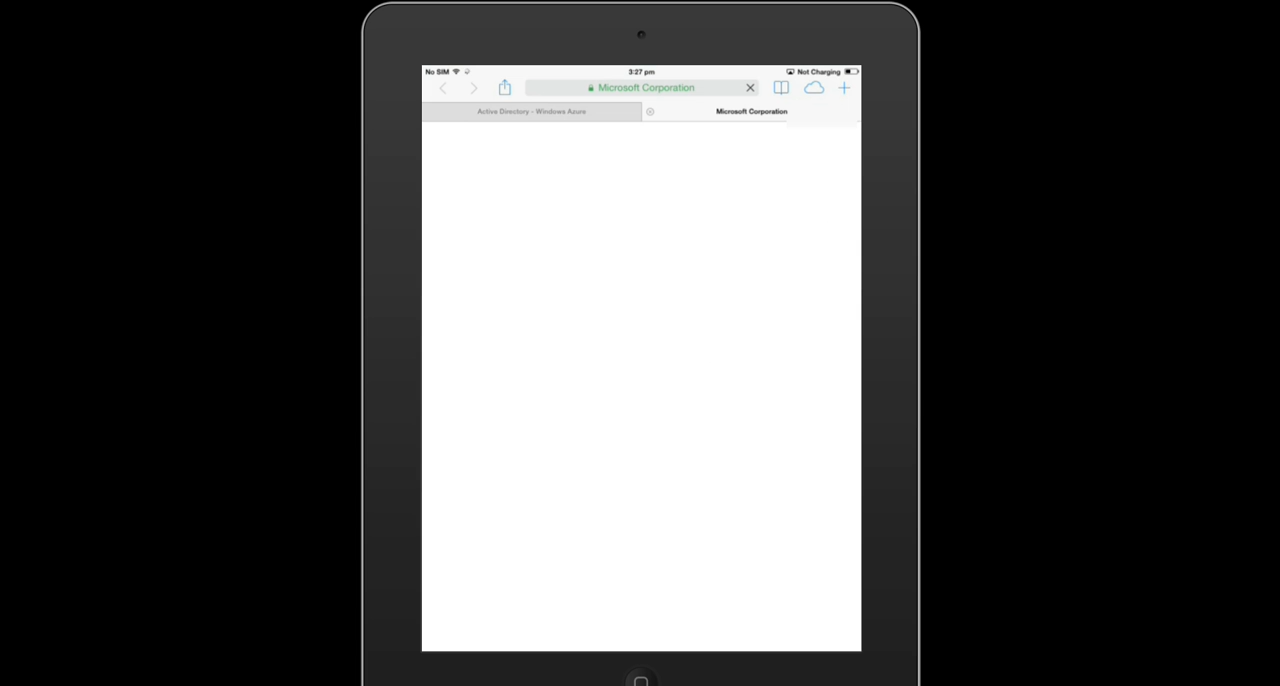 No SIM
3:27 pm
Not Charging
Microsoft Corporation
Active Directory - Windows Azure
Microsoft Corporation